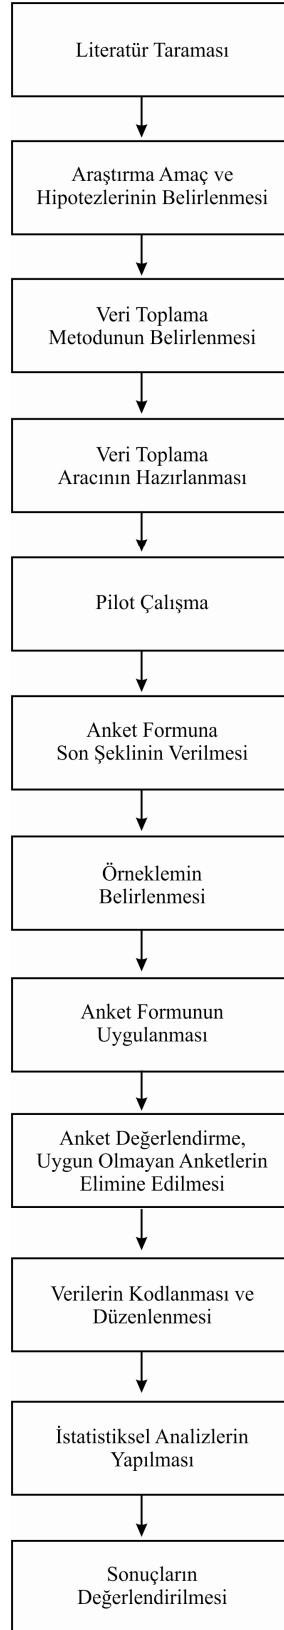 Literatür Taraması
Araştırma Amaç ve
Hipotezlerinin Belirlenmesi
Veri Toplama
Metodunun Belirlenmesi
Veri Toplama
Aracının Hazırlanması
Pilot Çalışma
Anket Formuna
Son Şeklinin Verilmesi
Örneklemin
Belirlenmesi
Anket Formunun
Uygulanması
Anket Değerlendirme,
Uygun Olmayan Anketlerin
Elimine Edilmesi
Verilerin Kodlanması ve
Düzenlenmesi
İstatistiksel Analizlerin
Yapılması
Sonuçların
Değerlendirilmesi